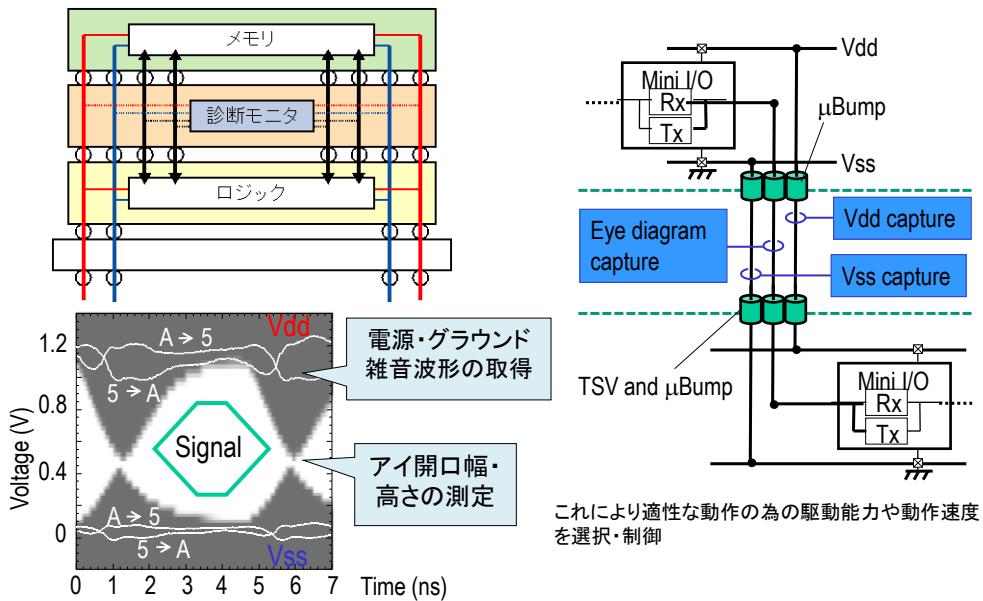 メモリ
診断モニタ
ロジック
Vdd
Mini I/O
Rx
Tx
μBump
Vss
Eye diagram
capture
Vdd capture
Vss capture
TSV and μBump
Mini I/O
Rx
Tx
これにより適性な動作の為の駆動能力や動作速度
を選択・制御
Voltage (V)
1.2
0.8
0.4
0
A→5
5→A
Vdd
Signal
A→5
5→A
Vss
0 1 2 3 4 5 6 7 Time (ns)
電源・グラウンド
雑音波形の取得
アイ開口幅・
高さの測定